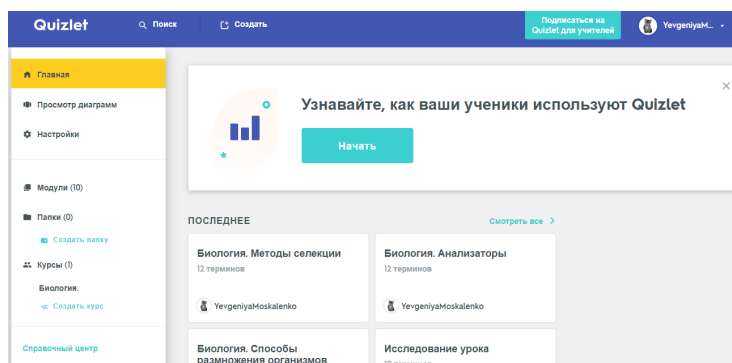 Quizlet
Поиск
Создать
Подписаться на
Quizlet для учителей
YevgeniyaM...
Главная
Просмотр диаграмм
Настройки
Модули (10)
Папки (0)
Создать папку
Курсы (1)
Биология.
Создать курс
Справочный центр
Узнавайте, как ваши ученики используют Quizlet
Начать
ПОСЛЕДНЕЕ
Смотреть все
Биология. Методы селекции
12 терминов
YevgeniyaMoskalenko
Биология. Анализаторы
12 терминов
YevgeniyaMoskalenko
Биология. Способы
размножения организмов
Исследование урока